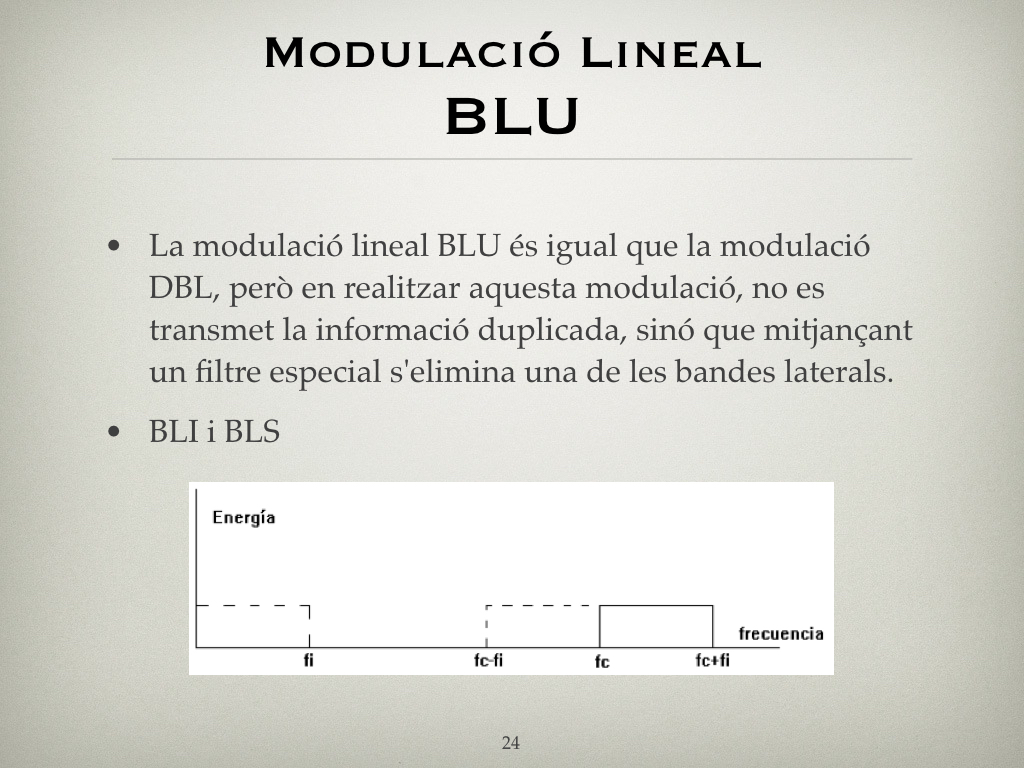 Modulació Lineal
BLU
• La modulació lineal BLU és igual que la modulació
DBL, però en realitzar aquesta modulació, no es
transmet la informació duplicada, sinó que mitjançant
un filtre especial s'elimina una de les bandes laterals.
• BLI i BLS
Energía
frecuencia
fi fc-fi fc fc+fi
24